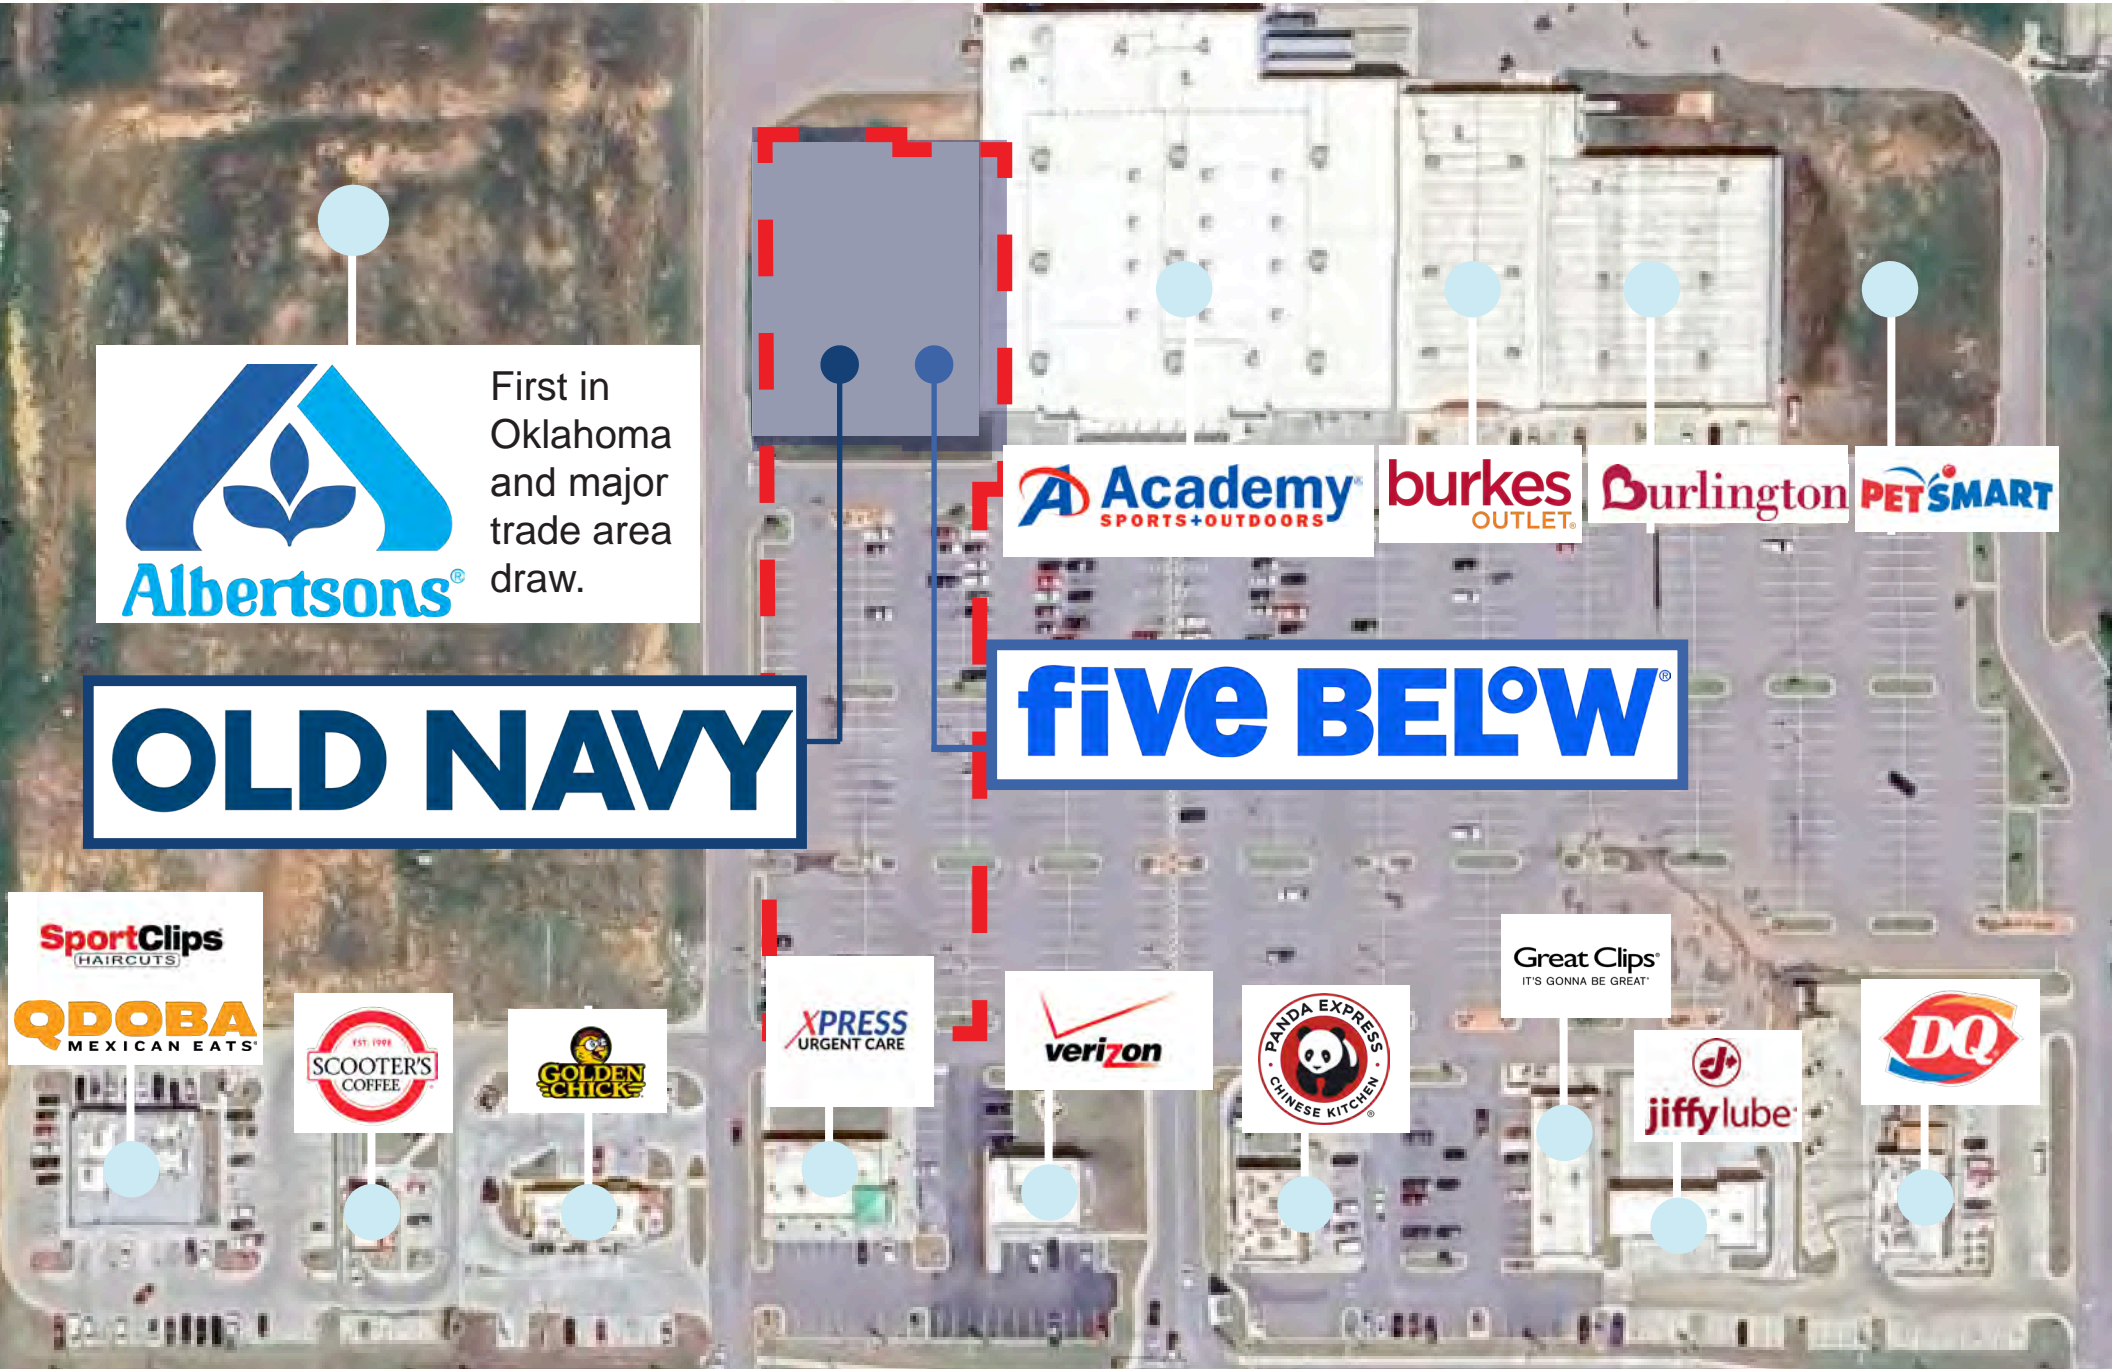 First in
Oklahoma
and major
trade area
draw.
Albertsons®
Academy®
SPORTS+OUTDOORS
burkes
OUTLET®
Burlington
PETSMART
OLD NAVY
five BELOW®
SportClips
HAIRCUTS
QDOBA
MEXICAN EATS®
EST. 1998
SCOOTER'S
COFFEE
GOLDEN
CHICK
XPRESS
URGENT CARE
verizon
PANDA EXPRESS
CHINESE KITCHEN®
Great Clips®
IT'S GONNA BE GREAT®
jiffy lube
DQ